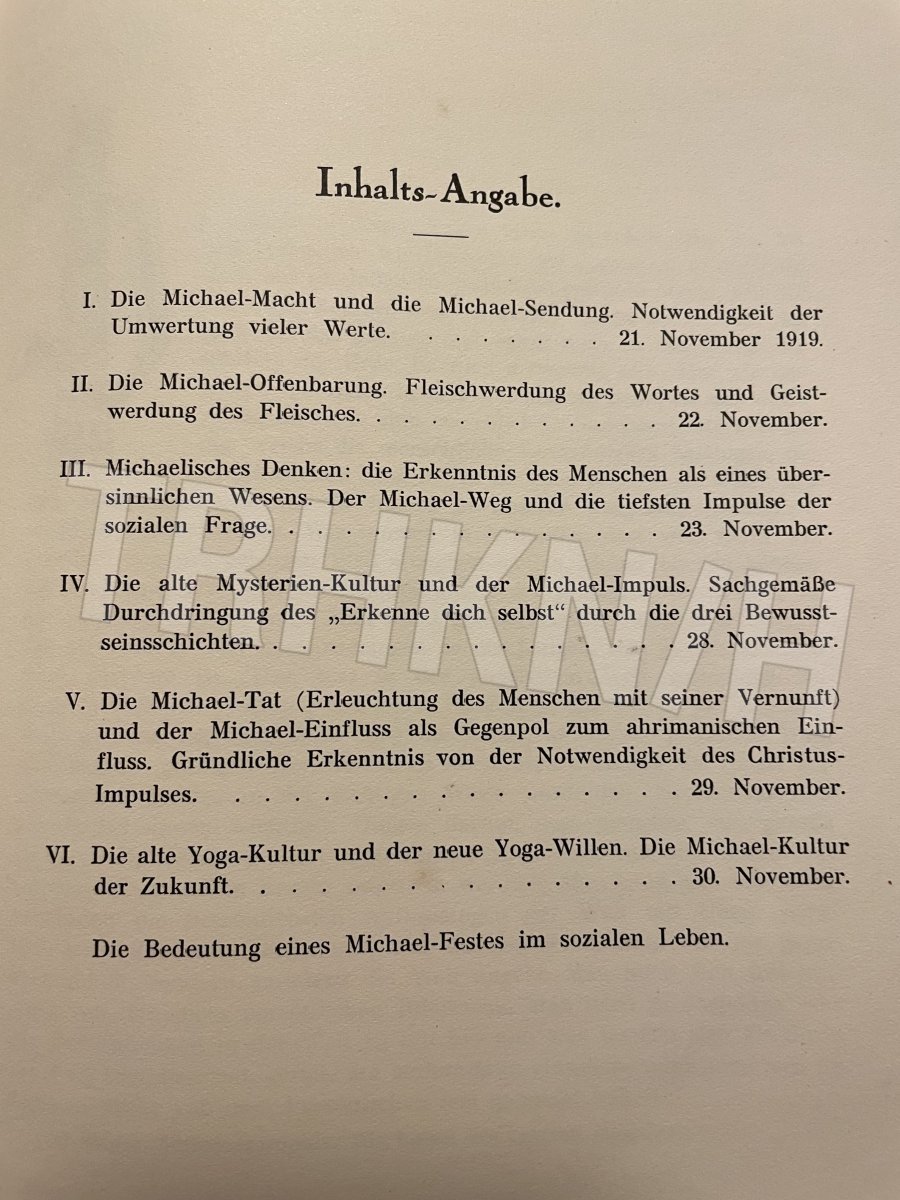 Inhalts-Angabe.
I. Die Michael-Macht und die Michael-Sendung. Notwendigkeit der
Umwertung vieler Werte. . . . . . . . 21. November 1919.
II. Die Michael-Offenbarung. Fleischwerdung des Wortes und Geist-
werdung des Fleisches. . . . . . . . . . . 22. November.
III. Michaelisches Denken: die Erkenntnis des Menschen als eines über-
sinnlichen Wesens. Der Michael-Weg und die tiefsten Impulse der
sozialen Frage. . . . . . . . . . . . . . 23. November.
IV. Die alte Mysterien-Kultur und der Michael-Impuls. Sachgemäße
Durchdringung des „Erkenne dich selbst“ durch die drei Bewusst-
seinsschichten. . . . . . . . . . . . . . . 28. November.
V. Die Michael-Tat (Erleuchtung des Menschen mit seiner Vernunft)
und der Michael-Einfluss als Gegenpol zum ahrimanischen Ein-
fluss. Gründliche Erkenntnis von der Notwendigkeit des Christus-
Impulses. . . . . . . . . . . . . . . . . 29. November.
VI. Die alte Yoga-Kultur und der neue Yoga-Willen. Die Michael-Kultur
der Zukunft. . . . . . . . . . . . . . . . 30. November.
Die Bedeutung eines Michael-Festes im sozialen Leben.
TRHKN/H